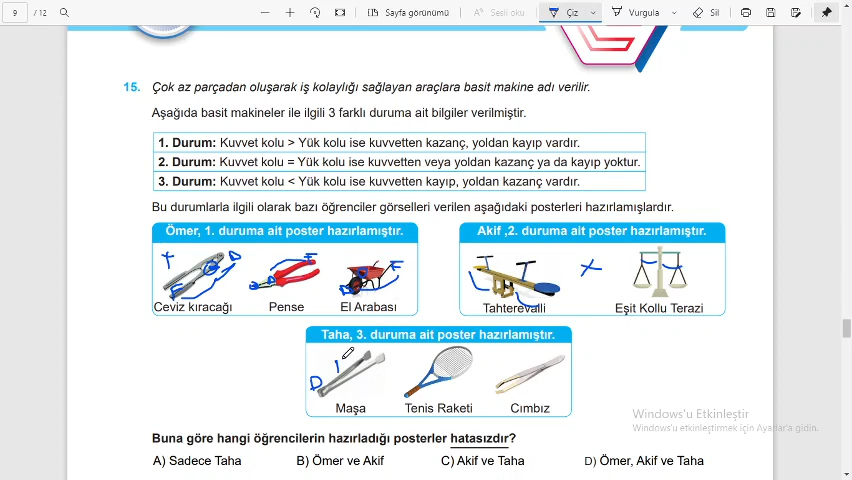 9 / 12 Sayfa görünümü Sesli oku Çiz Vurgula Sil
15. Çok az parçadan oluşarak iş kolaylığı sağlayan araçlara basit makine adı verilir.
Aşağıda basit makineler ile ilgili 3 farklı duruma ait bilgiler verilmiştir.
1. Durum: Kuvvet kolu > Yük kolu ise kuvvetten kazanç, yoldan kayıp vardır.
2. Durum: Kuvvet kolu = Yük kolu ise kuvvetten veya yoldan kazanç ya da kayıp yoktur.
3. Durum: Kuvvet kolu < Yük kolu ise kuvvetten kayıp, yoldan kazanç vardır.
Bu durumlarla ilgili olarak bazı öğrenciler görselleri verilen aşağıdaki posterleri hazırlamışlardır.
Ömer, 1. duruma ait poster hazırlamıştır.
Y D F
F D
F
Ceviz kıracağı Pense El Arabası
Akif ,2. duruma ait poster hazırlamıştır.
Tahterevalli Eşit Kollu Terazi
Taha, 3. duruma ait poster hazırlamıştır.
D
Maşa Tenis Raketi Cımbız
Windows'u Etkinleştir
Windows'u etkinleştirmek için Ayarlar'a gidin.
Buna göre hangi öğrencilerin hazırladığı posterler hatasızdır?
A) Sadece Taha B) Ömer ve Akif C) Akif ve Taha D) Ömer, Akif ve Taha